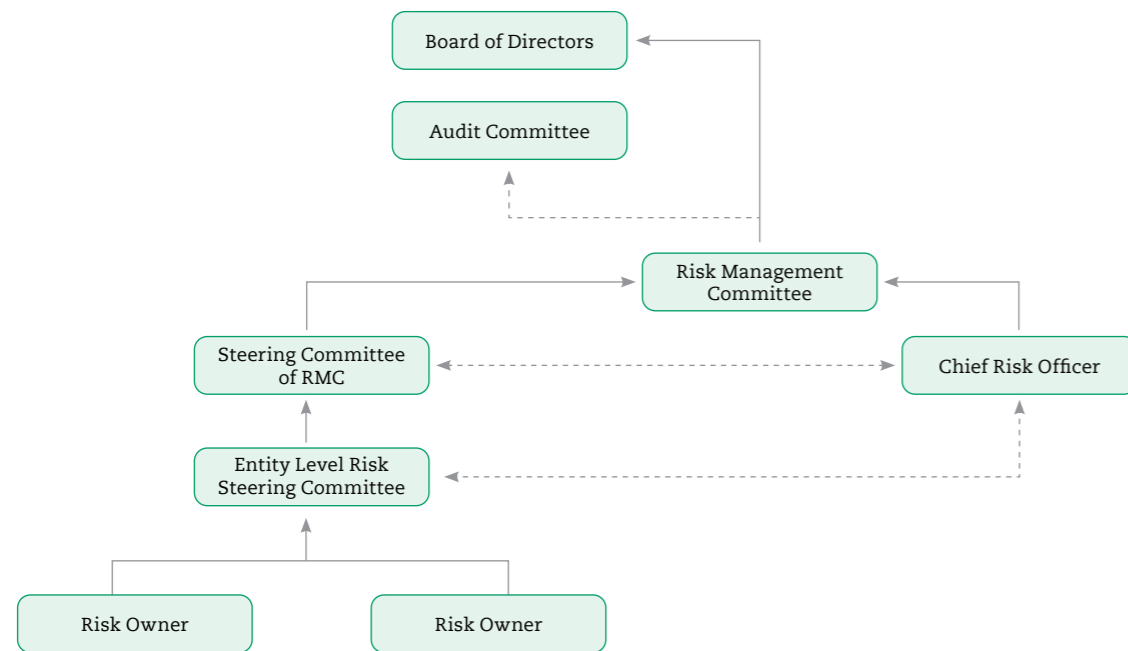 Board of Directors
Audit Committee
Risk Management
Committee
Steering Committee
of RMC
Chief Risk Officer
Entity Level Risk
Steering Committee
Risk Owner
Risk Owner